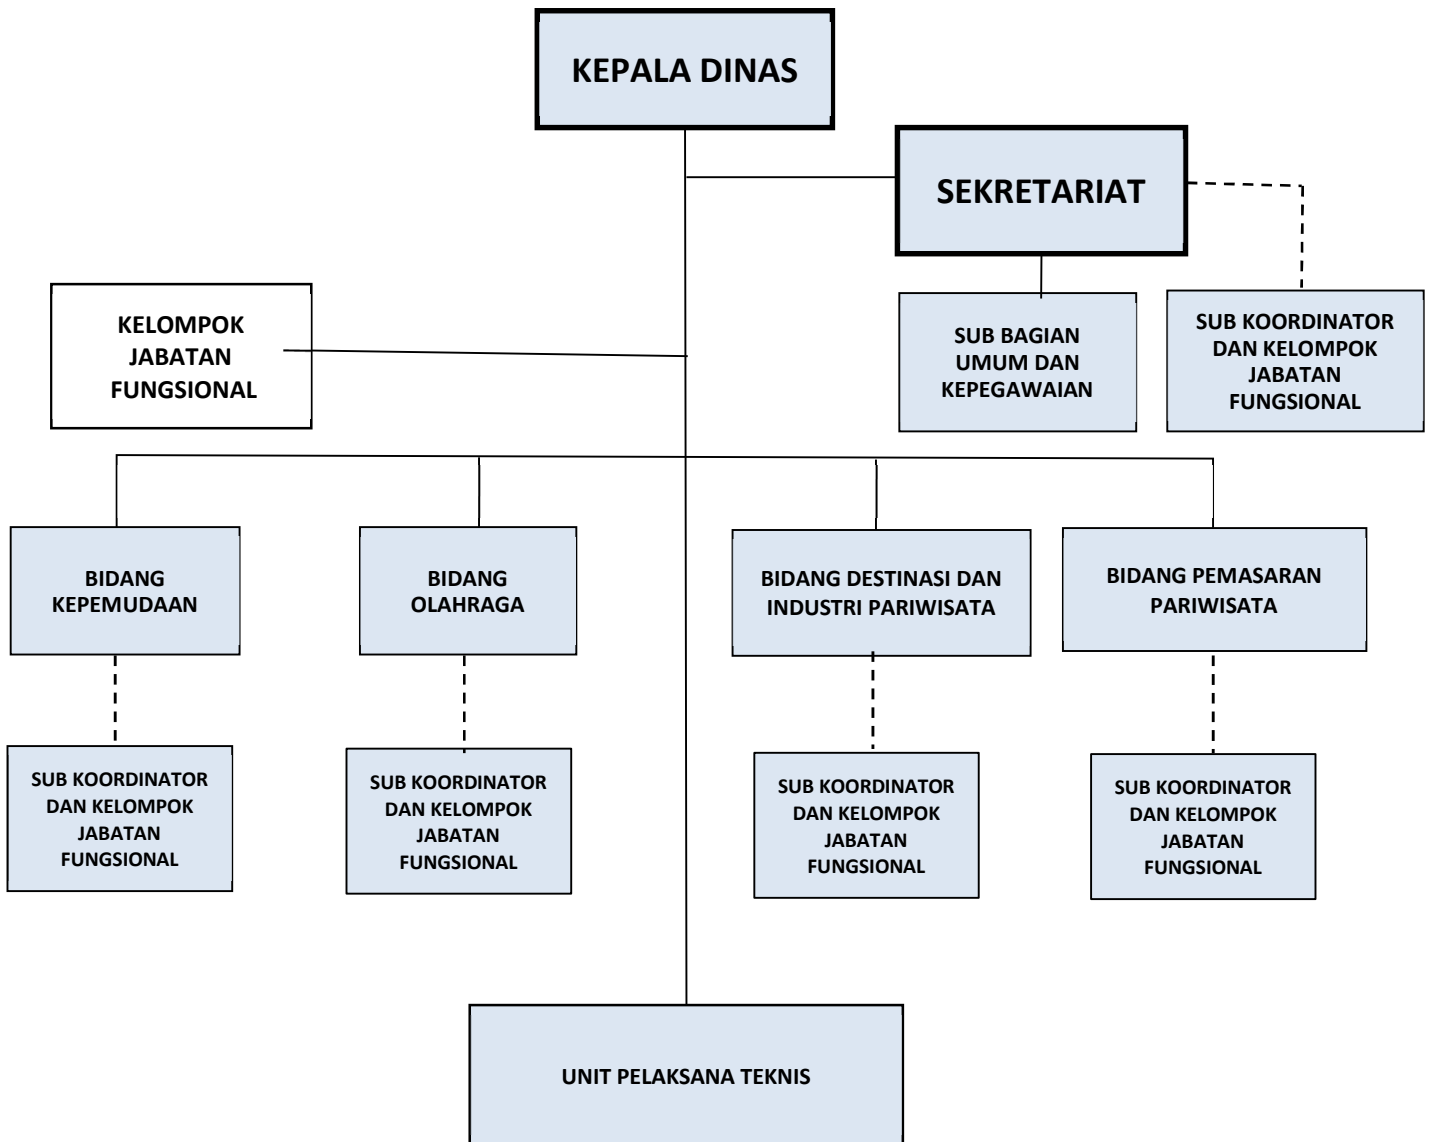 KEPALA DINAS
SEKRETARIAT
KELOMPOK
JABATAN
FUNGSIONAL
SUB BAGIAN
UMUM DAN
KEPEGAWAIAN
SUB KOORDINATOR
DAN KELOMPOK
JABATAN
FUNGSIONAL
BIDANG
KEPEMUDAAN
BIDANG
OLAHRAGA
BIDANG DESTINASI DAN
INDUSTRI PARIWISATA
BIDANG PEMASARAN
PARIWISATA
SUB KOORDINATOR
DAN KELOMPOK
JABATAN
FUNGSIONAL
SUB KOORDINATOR
DAN KELOMPOK
JABATAN
FUNGSIONAL
SUB KOORDINATOR
DAN KELOMPOK
JABATAN
FUNGSIONAL
SUB KOORDINATOR
DAN KELOMPOK
JABATAN
FUNGSIONAL
UNIT PELAKSANA TEKNIS